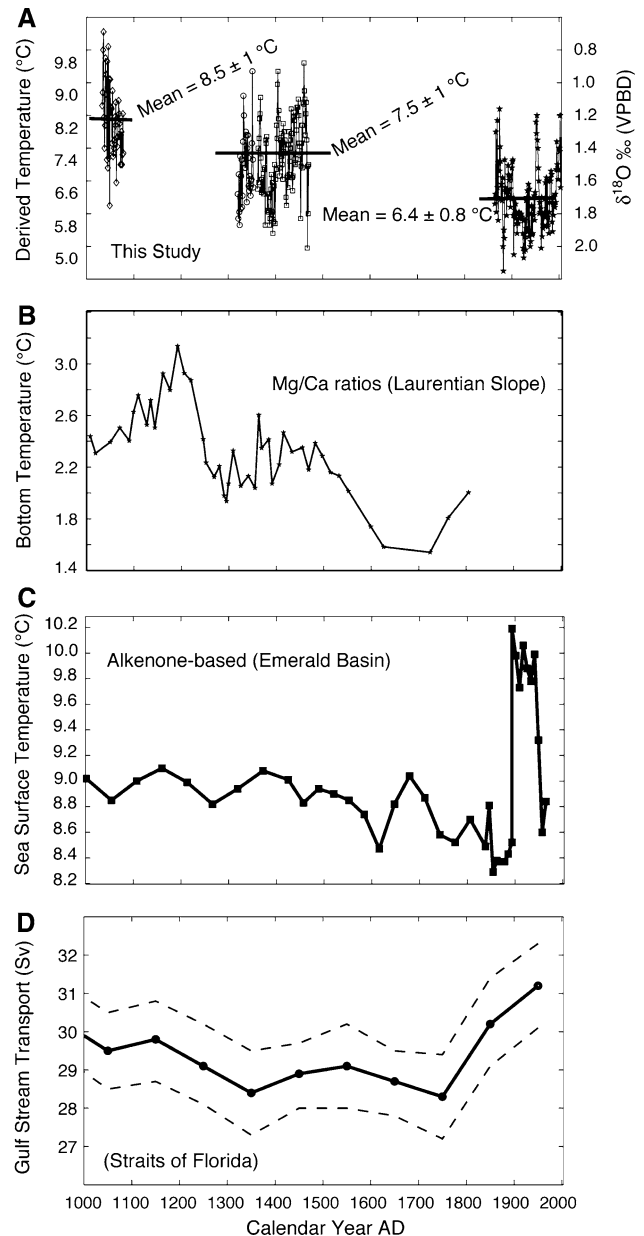 A
Derived Temperature (°C)
9.8
9.0
8.2
7.4
6.6
5.8
5.0
Mean = 8.5 ± 1 °C
Mean = 7.5 ± 1 °C
Mean = 6.4 ± 0.8 °C
This Study
0.8
1.0
1.2
1.4
1.6
1.8
2.0
δ18O ‰ (VPBD)
B
Bottom Temperature (°C)
3.0
2.6
2.2
1.8
1.4
Mg/Ca ratios (Laurentian Slope)
C
Sea Surface Temperature (°C)
10.2
10.0
9.8
9.6
9.4
9.2
9.0
8.8
8.6
8.4
8.2
Alkenone-based (Emerald Basin)
D
Gulf Stream Transport (Sv)
32
31
30
29
28
27
(Straits of Florida)
1000 1100 1200 1300 1400 1500 1600 1700 1800 1900 2000
Calendar Year AD